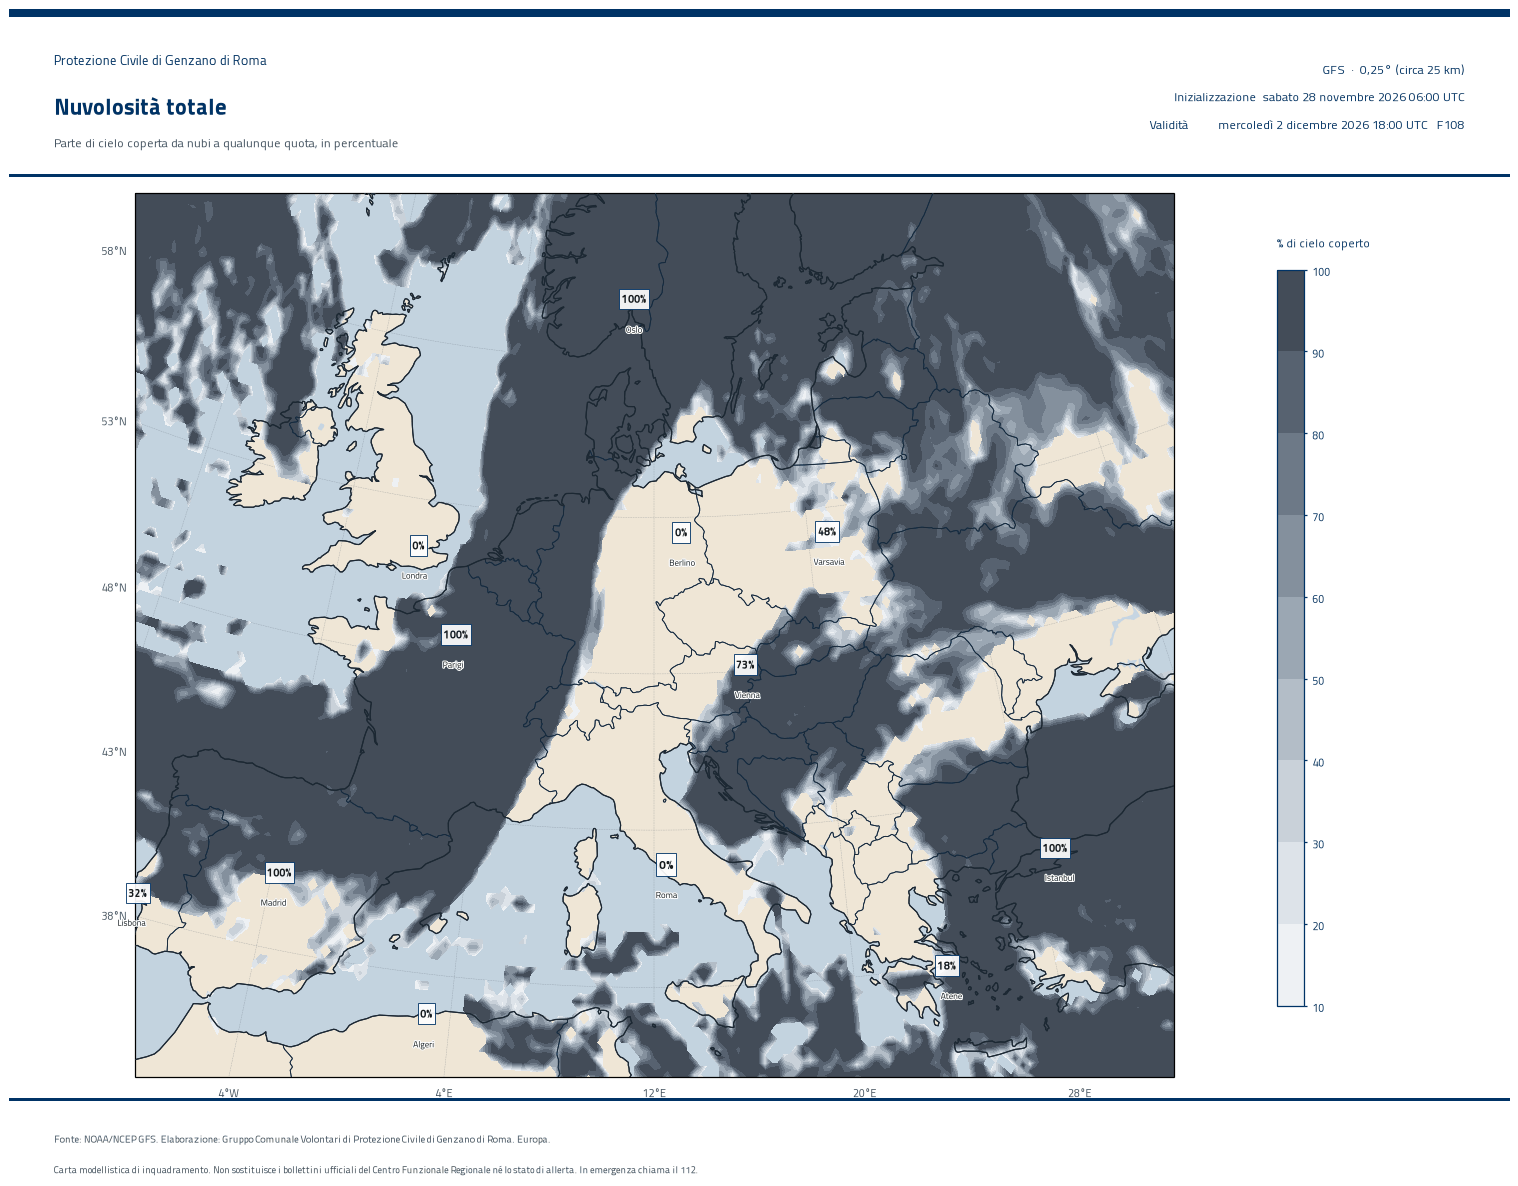 Protezione Civile di Genzano di Roma
Nuvolosità totale
Parte di cielo coperta da nubi a qualunque quota, in percentuale
GFS · 0,25° (circa 25 km)
Inizializzazione sabato 28 novembre 2026 06:00 UTC
Validità mercoledì 2 dicembre 2026 18:00 UTC F108
58°N
53°N
48°N
43°N
38°N
4°W
4°E
12°E
20°E
28°E
100%
Oslo
0%
Londra
0%
Berlino
48%
Varsavia
100%
Parigi
73%
Vienna
100%
Madrid
32%
Lisbona
0%
Roma
100%
Istanbul
18%
Atene
0%
Algeri
% di cielo coperto
100
90
80
70
60
50
40
30
20
10
Fonte: NOAA/NCEP GFS. Elaborazione: Gruppo Comunale Volontari di Protezione Civile di Genzano di Roma. Europa.
Carta modellistica di inquadramento. Non sostituisce i bollettini ufficiali del Centro Funzionale Regionale né lo stato di allerta. In emergenza chiama il 112.